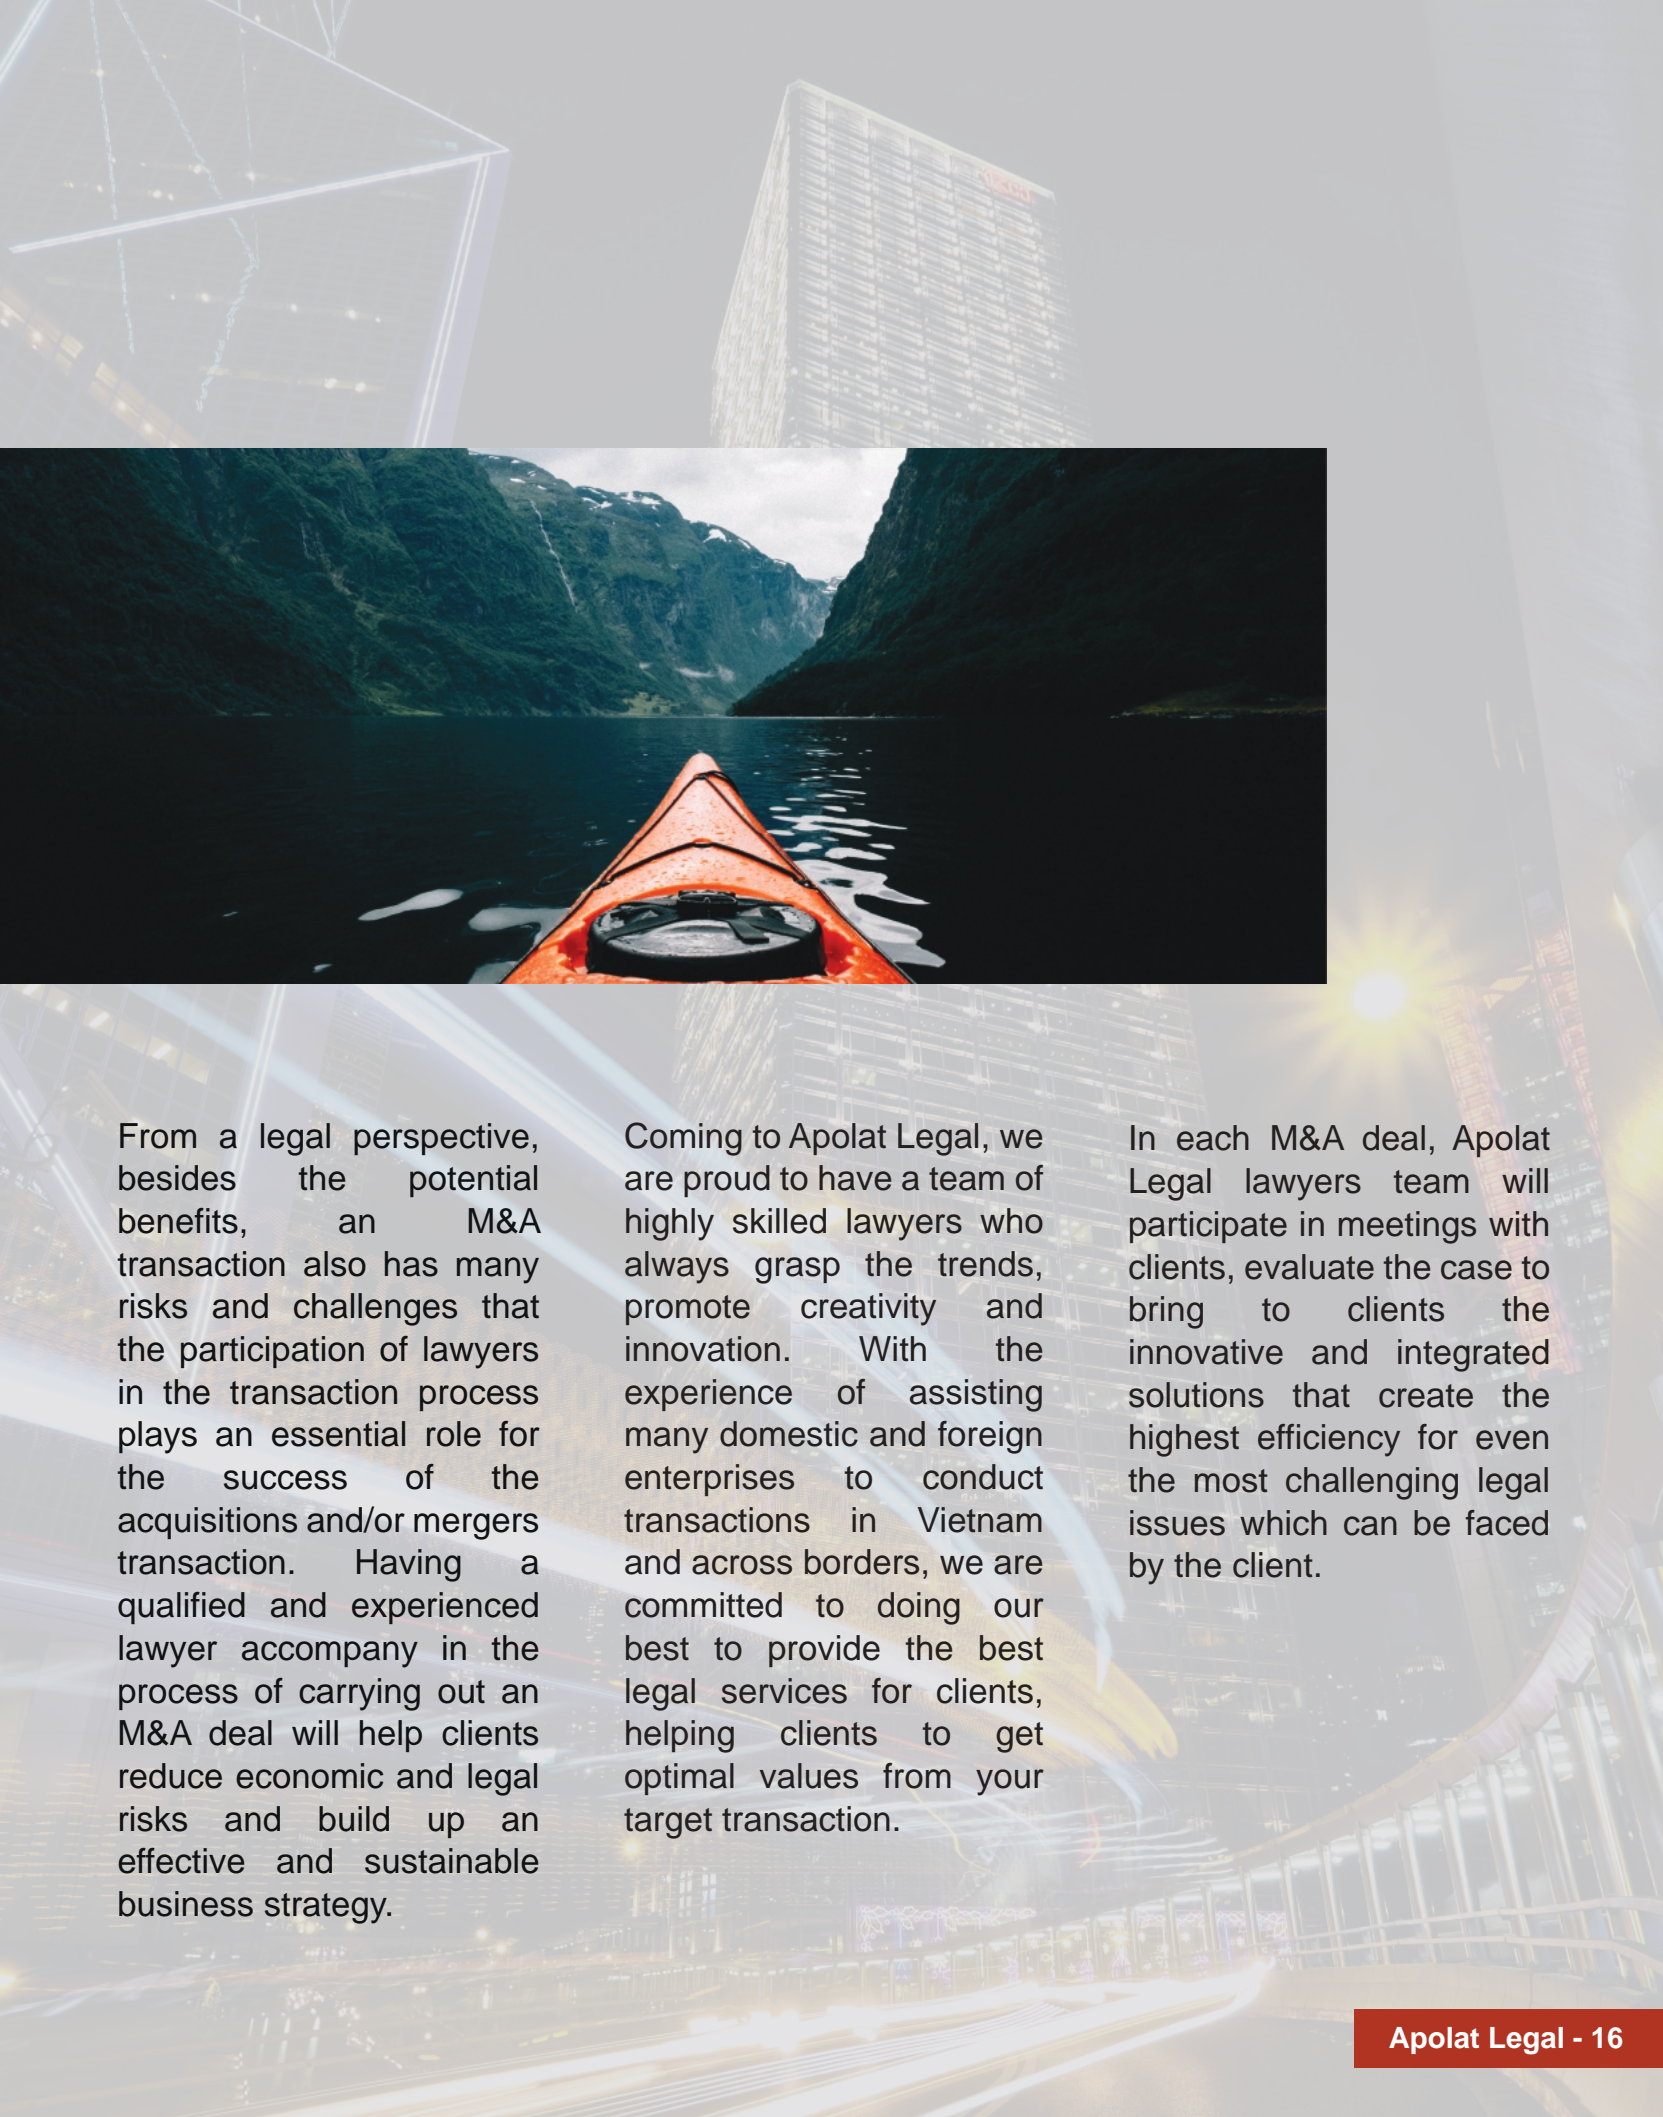 From a legal perspective,
besides the potential
benefits, an M&A
transaction also has many
risks and challenges that
the participation of lawyers
in the transaction process
plays an essential role for
the success of the
acquisitions and/or mergers
transaction. Having a
qualified and experienced
lawyer accompany in the
process of carrying out an
M&A deal will help clients
reduce economic and legal
risks and build up an
effective and sustainable
business strategy.
Coming to Apolat Legal, we
are proud to have a team of
highly skilled lawyers who
always grasp the trends,
promote creativity and
innovation. With the
experience of assisting
many domestic and foreign
enterprises to conduct
transactions in Vietnam
and across borders, we are
committed to doing our
best to provide the best
legal services for clients,
helping clients to get
optimal values from your
target transaction.
In each M&A deal, Apolat
Legal lawyers team will
participate in meetings with
clients, evaluate the case to
bring to clients the
innovative and integrated
solutions that create the
highest efficiency for even
the most challenging legal
issues which can be faced
by the client.
Apolat Legal - 16